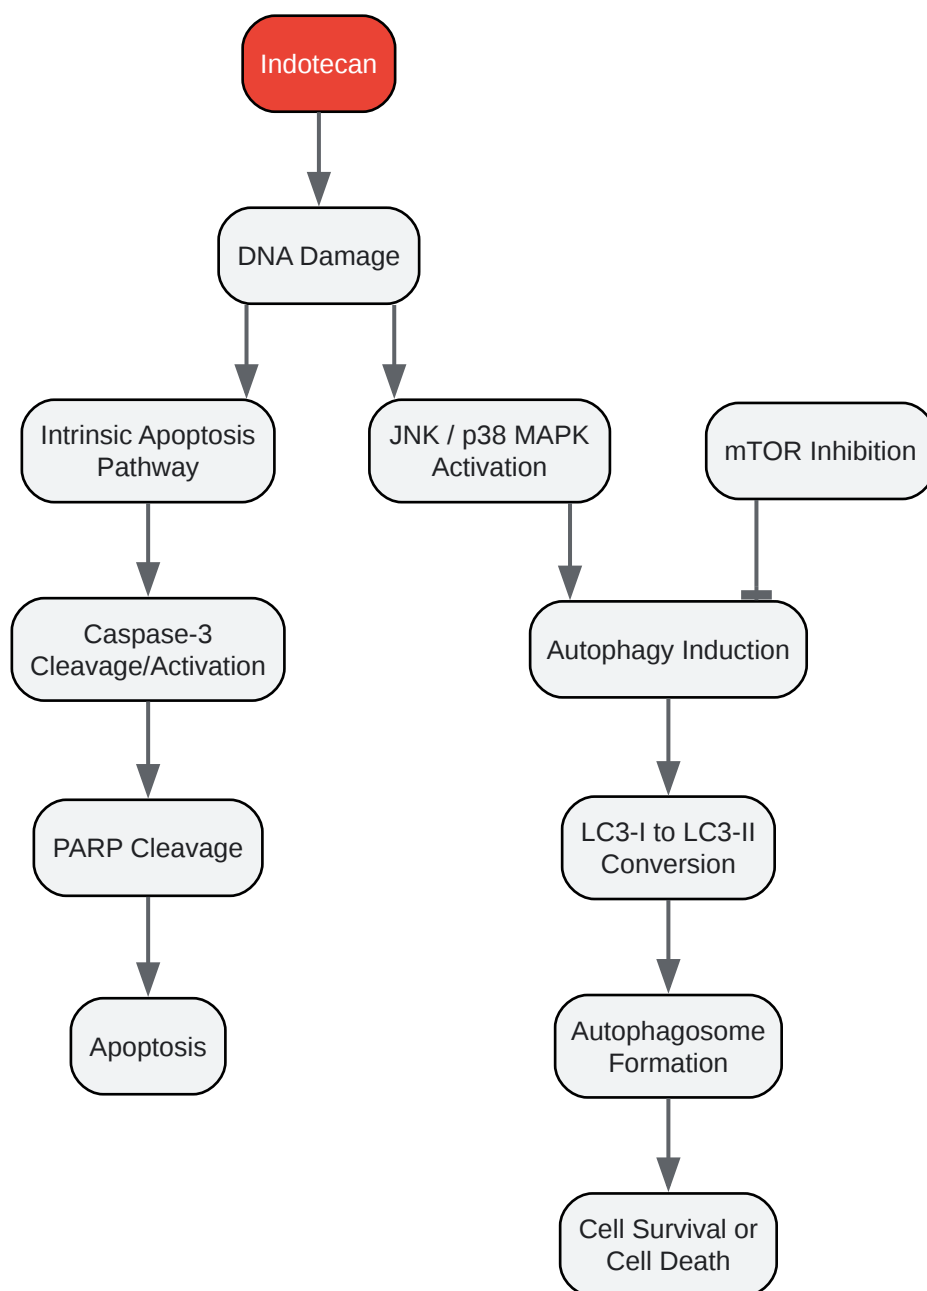 Indotecan
DNA Damage
Intrinsic Apoptosis
Pathway
JNK / p38 MAPK
Activation
mTOR Inhibition
Caspase-3
Cleavage/Activation
Autophagy Induction
PARP Cleavage
LC3-I to LC3-II
Conversion
Apoptosis
Autophagosome
Formation
Cell Survival or
Cell Death